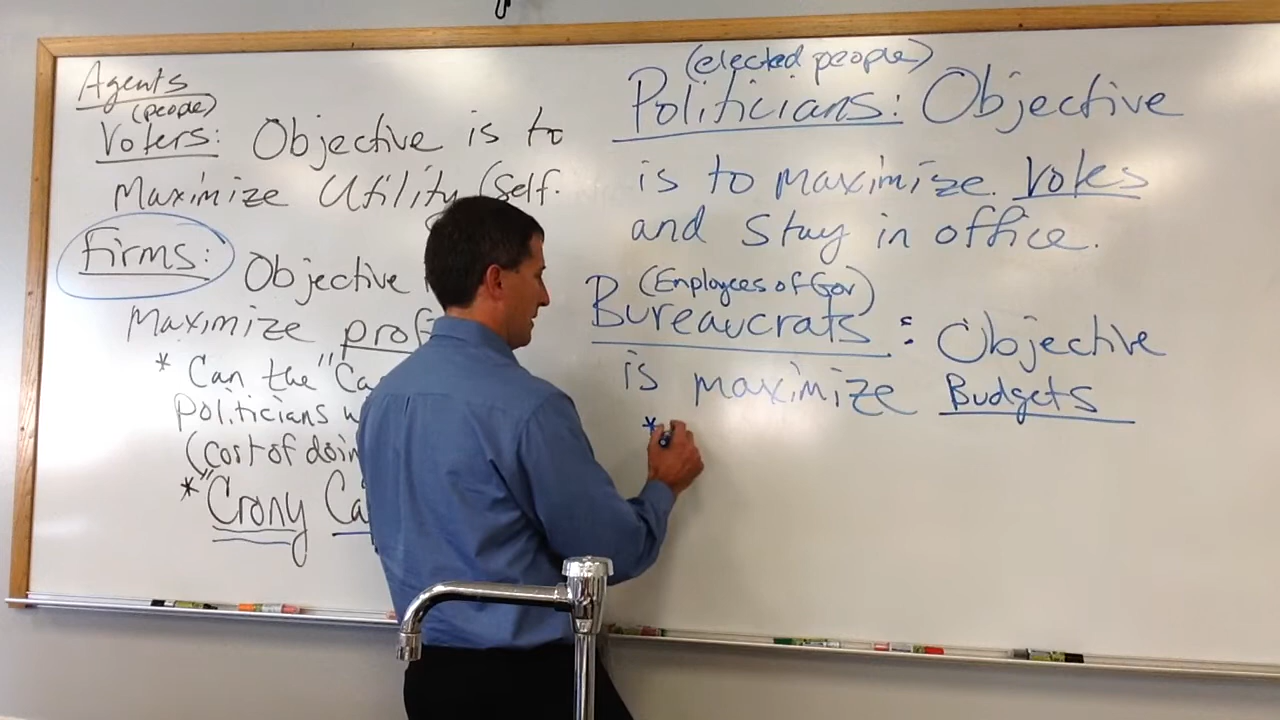 Agents
(people)
Voters: Objective is to
Maximize Utility (Self-
Firms: Objective
Maximize prof
* Can the "Ca
Politicians w
(cost of doin
* "Crony Ca
(elected people)
Politicians: Objective
is to maximize votes
and stay in office.
(Employees of Gov)
Bureaucrats : Objective
is maximize Budgets
*